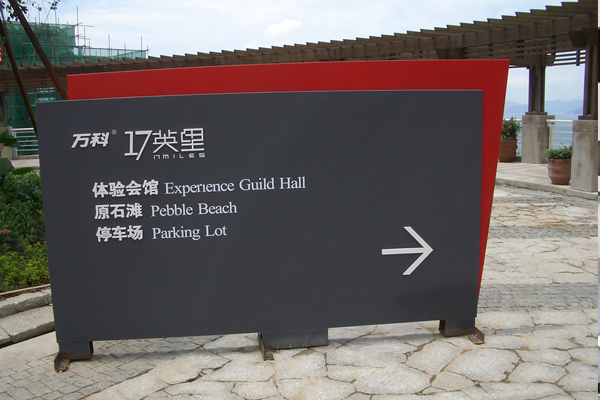 万科® 17英里
17MILES
体验会馆 Experience Guild Hall
原石滩 Pebble Beach
停车场 Parking Lot